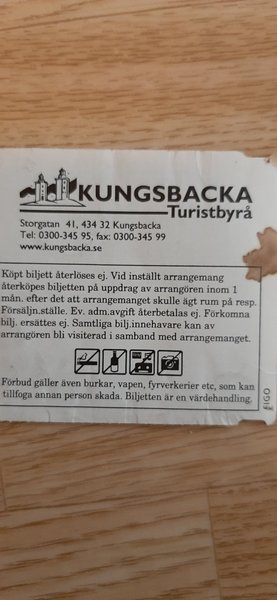 KUNGSBACKA
Turistbyrå
Storgatan 41, 434 32 Kungsbacka
Tel: 0300-345 95, fax: 0300-345 99
www.kungsbacka.se
Köpt biljett återlöses ej. Vid inställt arrangemang
återköpes biljetten på uppdrag av arrangören inom 1
mån. efter det att arrangemanget skulle ägt rum på resp.
Försäljn.ställe. Ev. adm.avgift återbetalas ej. Förkomna
bilj. ersättes ej. Samtliga bilj.innehavare kan av
arrangören bli visiterad i samband med arrangemanget.
Förbud gäller även burkar, vapen, fyrverkerier etc, som kan
tillfoga annan person skada. Biljetten är en värdehandling.
FIGO